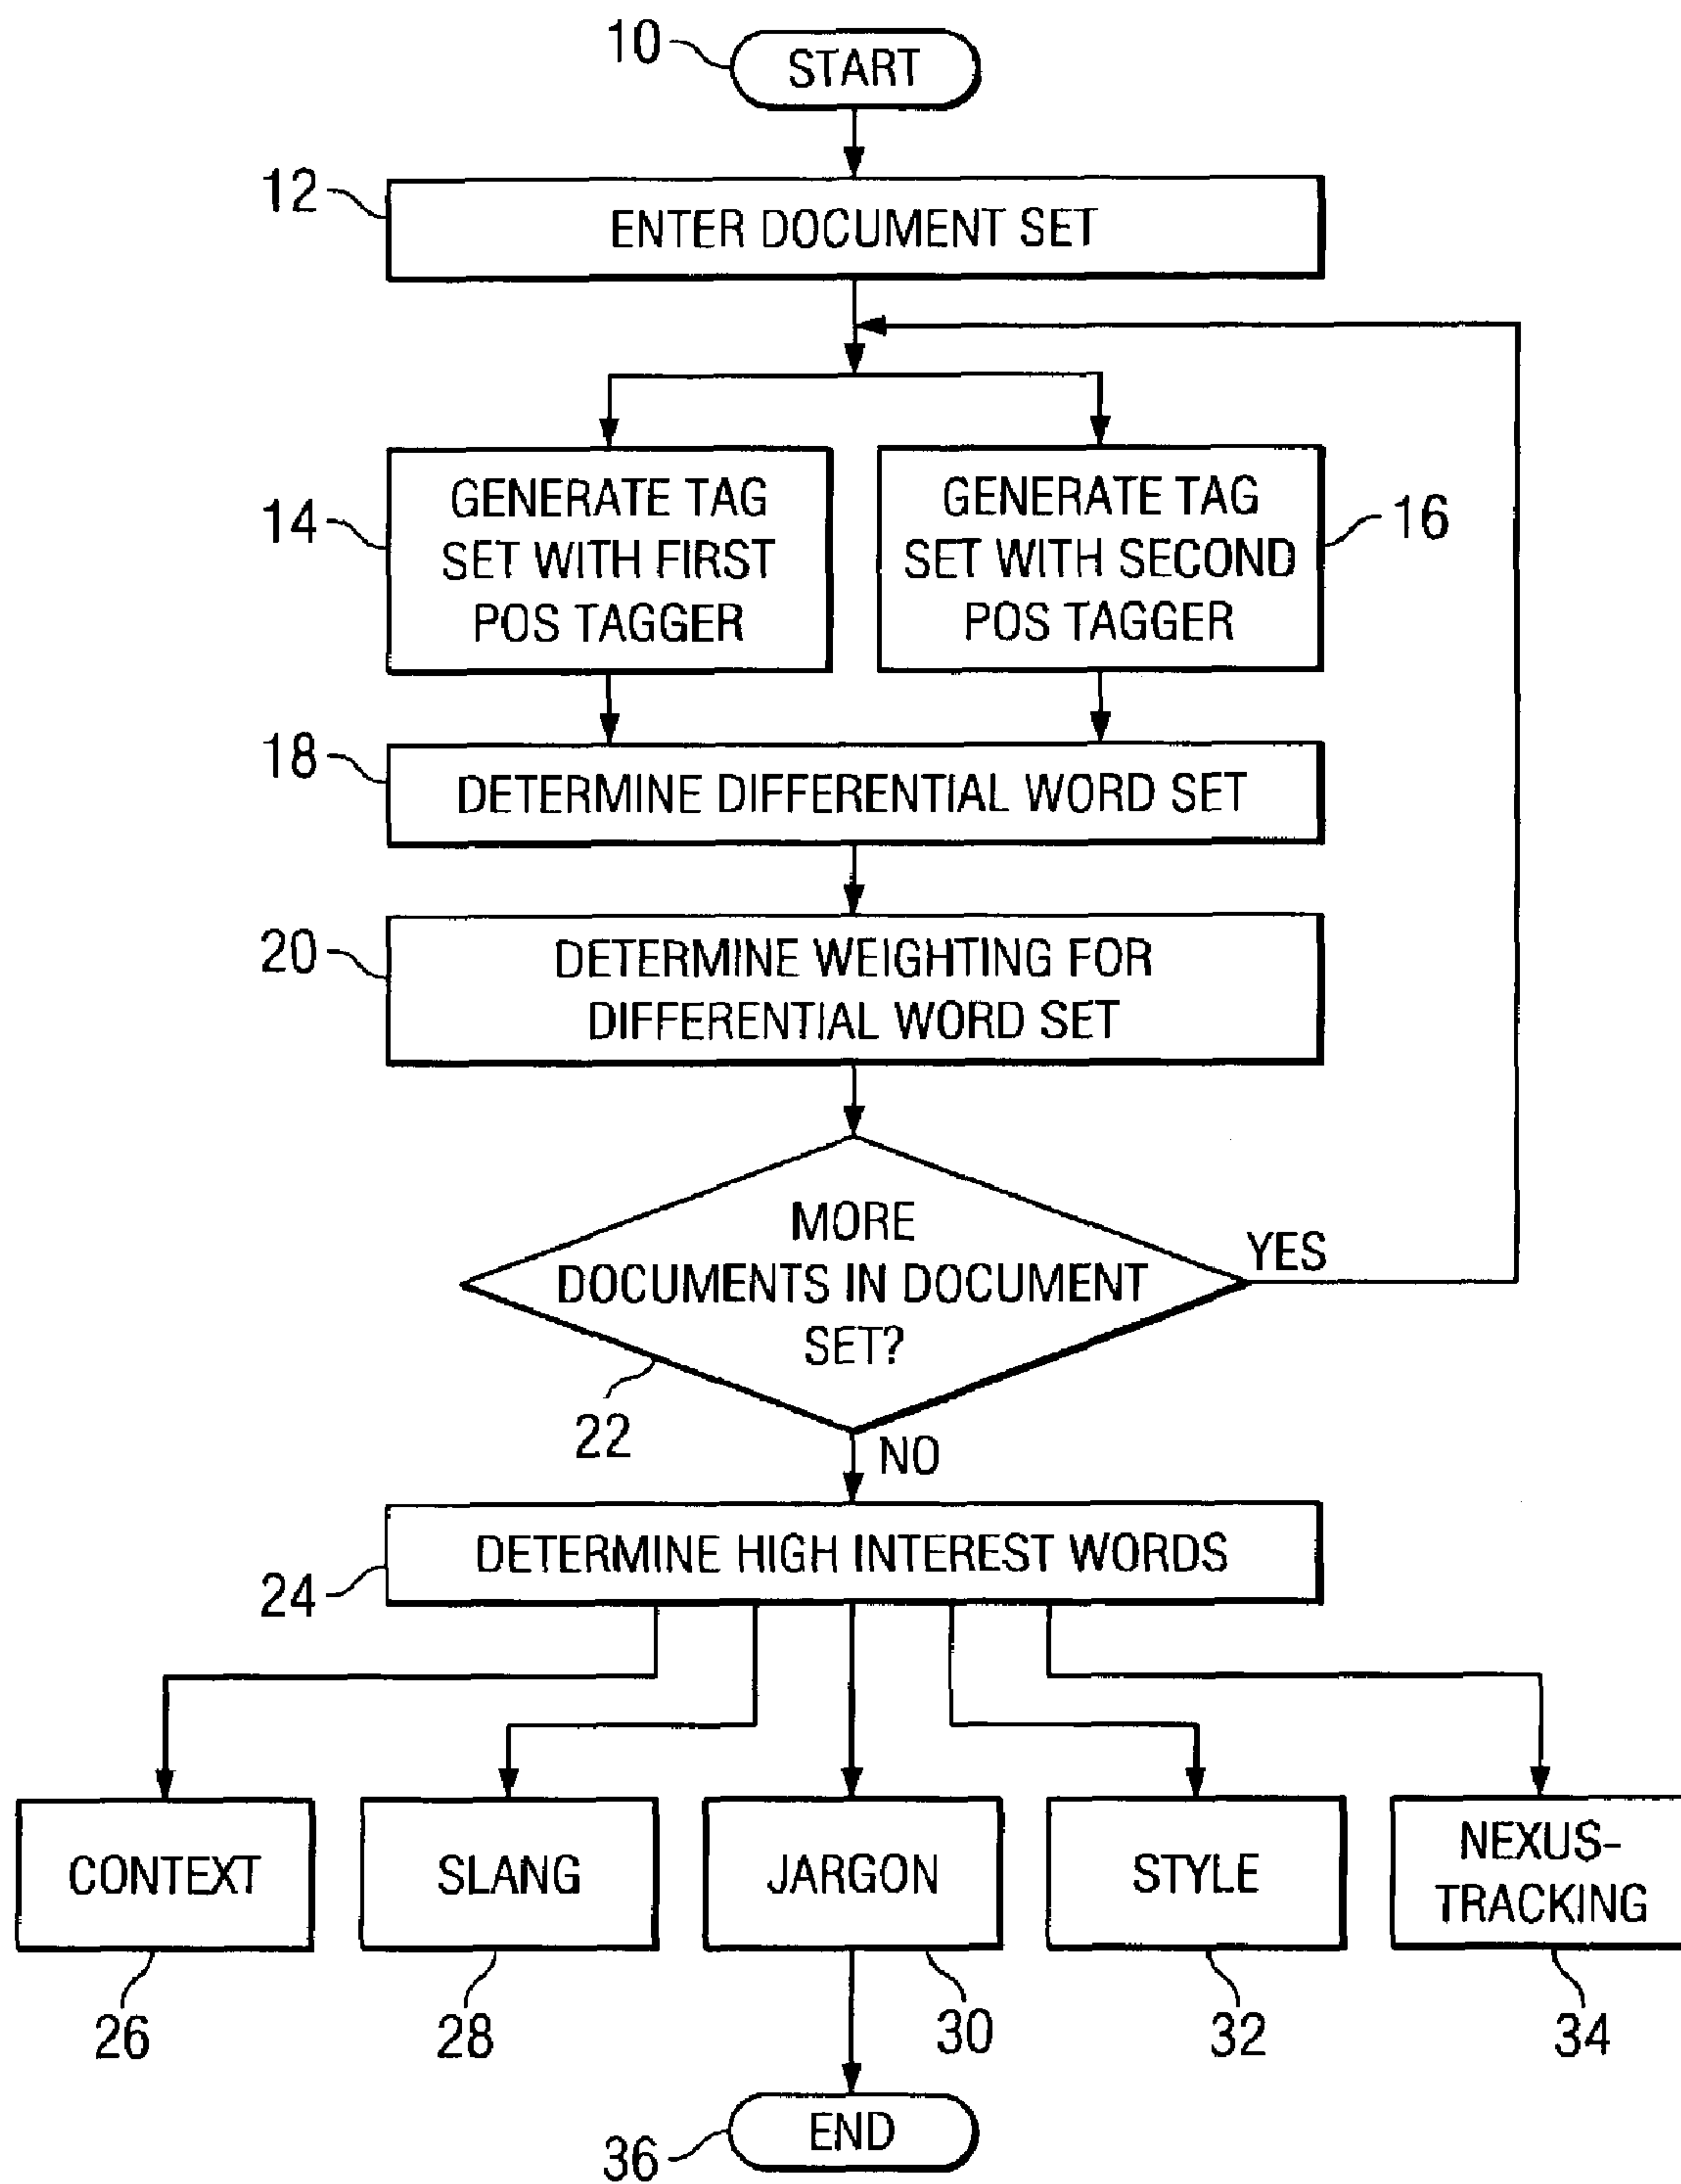 10
START
12
ENTER DOCUMENT SET
14
GENERATE TAG
SET WITH FIRST
POS TAGGER
GENERATE TAG
SET WITH SECOND
POS TAGGER
16
18
DETERMINE DIFFERENTIAL WORD SET
20
DETERMINE WEIGHTING FOR
DIFFERENTIAL WORD SET
MORE
DOCUMENTS IN DOCUMENT
SET?
YES
22
NO
24
DETERMINE HIGH INTEREST WORDS
CONTEXT
SLANG
JARGON
STYLE
NEXUS-
TRACKING
26
28
30
32
34
36
END